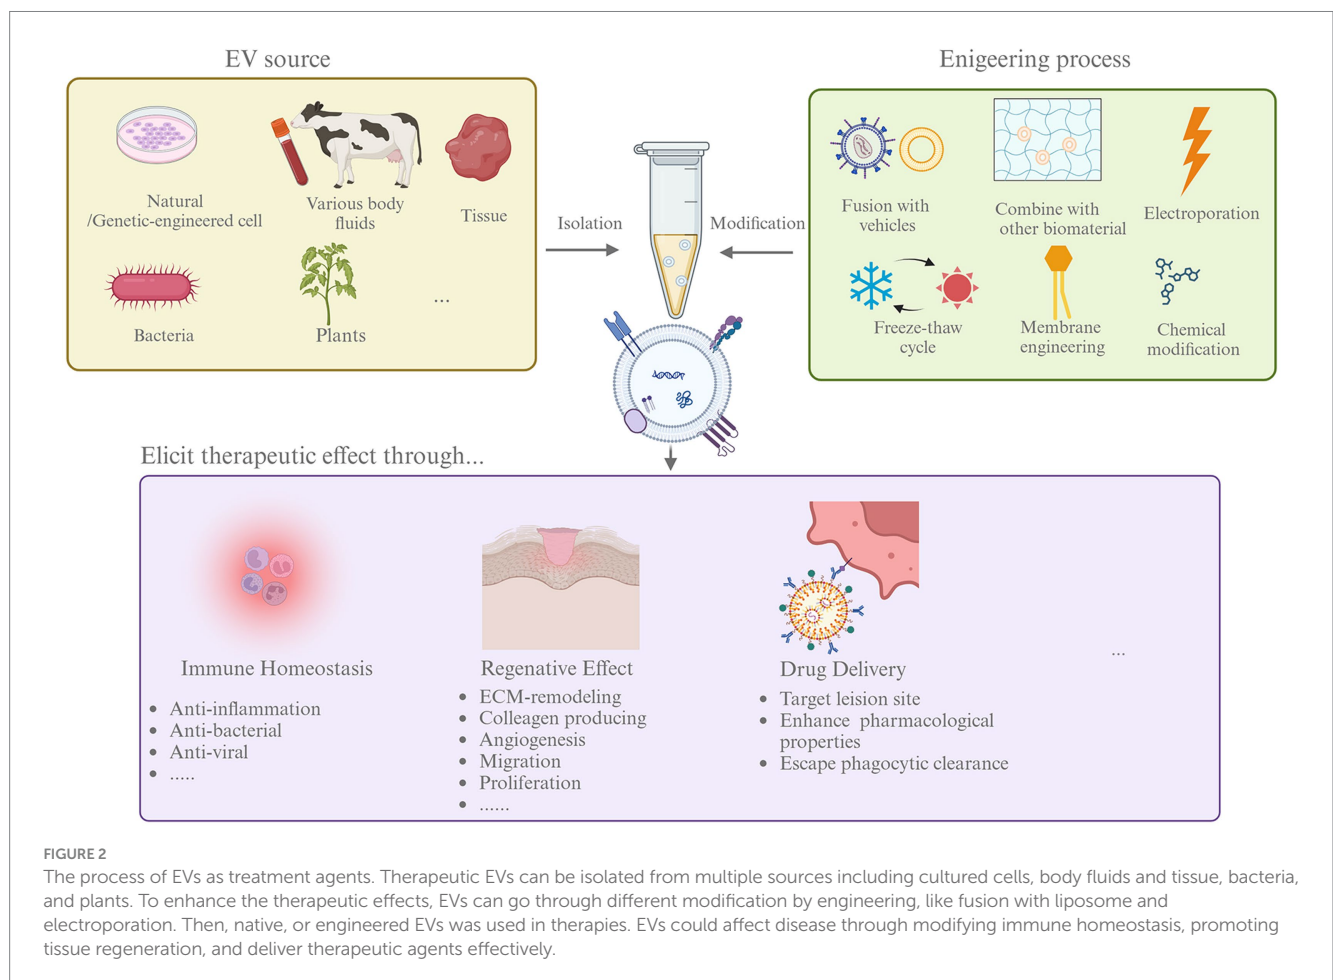 EV source
Enigeering process
Natural
/Genetic-engineered cell
Various body
fluids
Tissue
Bacteria
Plants
...
Isolation
Modification
Fusion with
vehicles
Combine with
other biomaterial
Electroporation
Freeze-thaw
cycle
Membrane
engineering
Chemical
modification
Elicit therapeutic effect through...
Immune Homeostasis
• Anti-inflammation
• Anti-bacterial
• Anti-viral
• .....
Regenative Effect
• ECM-remodeling
• Colleagen producing
• Angiogenesis
• Migration
• Proliferation
• ......
Drug Delivery
• Target leision site
• Enhance pharmacological
properties
• Escape phagocytic clearance
...
FIGURE 2
The process of EVs as treatment agents. Therapeutic EVs can be isolated from multiple sources including cultured cells, body fluids and tissue, bacteria,
and plants. To enhance the therapeutic effects, EVs can go through different modification by engineering, like fusion with liposome and
electroporation. Then, native, or engineered EVs was used in therapies. EVs could affect disease through modifying immune homeostasis, promoting
tissue regeneration, and deliver therapeutic agents effectively.